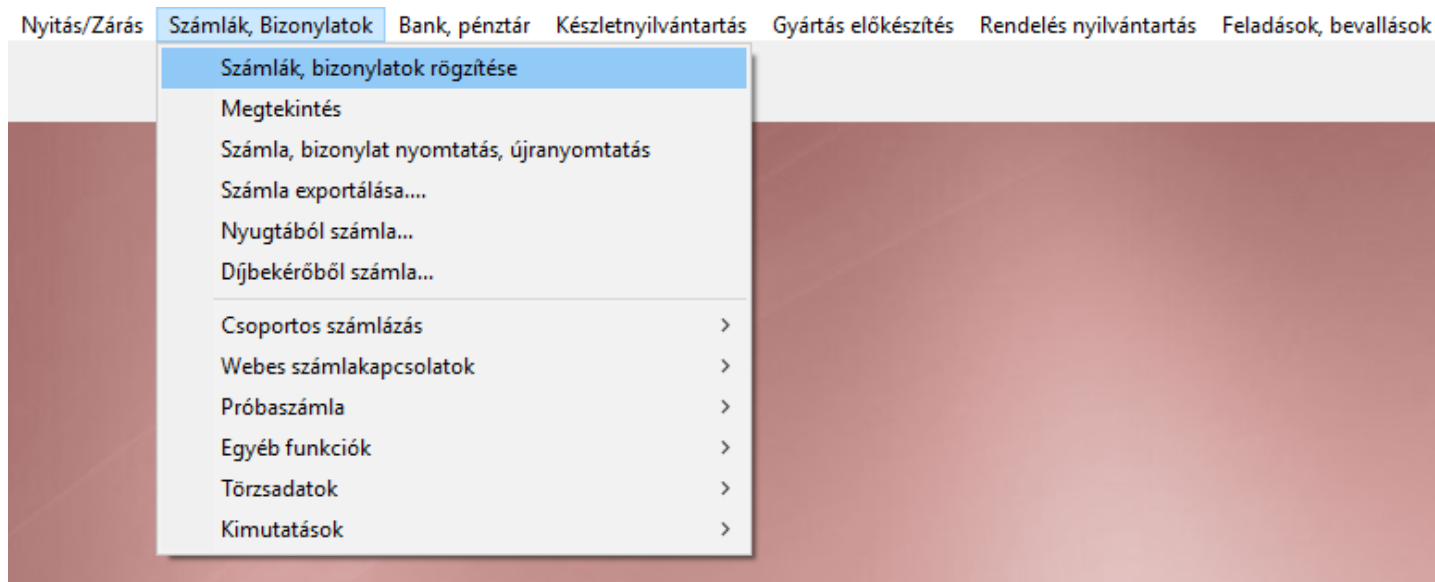 Nyitás/Zárás Számlák, Bizonylatok Bank, pénztár Készletnyilvántartás Gyártás előkészítés Rendelés nyilvántartás Feladások, bevallások
Számlák, bizonylatok rögzítése
Megtekintés
Számla, bizonylat nyomtatás, újranyomtatás
Számla exportálása....
Nyugtából számla...
Díjbekérőből számla...
Csoportos számlázás
Webes számlakapcsolatok
Próbaszámla
Egyéb funkciók
Törzsadatok
Kimutatások